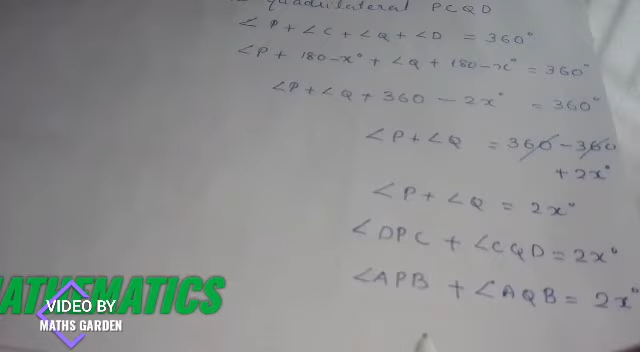 quadrilateral PCQD
∠P + ∠C + ∠Q + ∠D = 360°
∠P + 180 - x° + ∠Q + 180 - x° = 360°
∠P + ∠Q + 360 - 2x° = 360°
∠P + ∠Q = 360 - 360
+ 2x°
∠P + ∠Q = 2x°
∠DPC + ∠CQD = 2x°
∠APB + ∠AQB = 2x°
MATHEMATICS
VIDEO BY
MATHS GARDEN